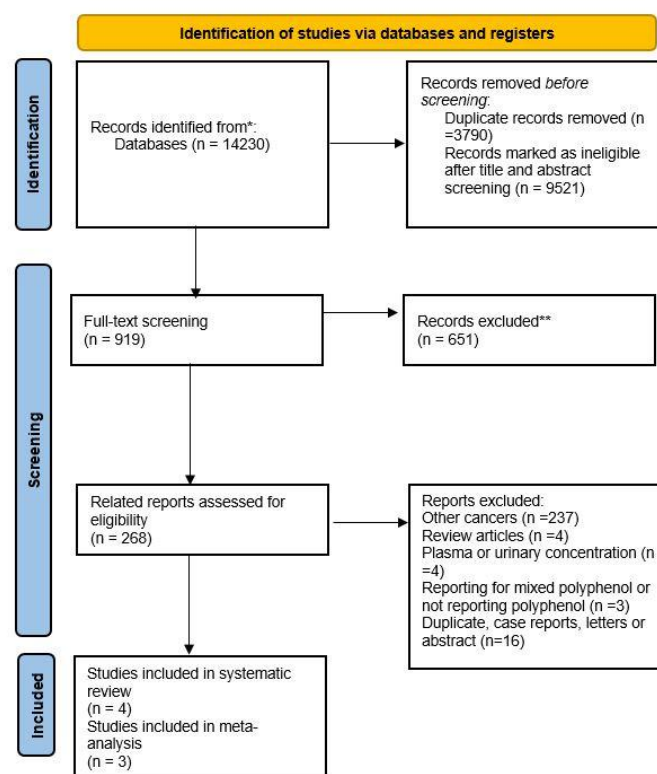 Identification of studies via databases and registers
Identification
Records identified from*:
Databases (n = 14230)
Records removed before
screening:
Duplicate records removed (n
=3790)
Records marked as ineligible
after title and abstract
screening (n = 9521)
Screening
Full-text screening
(n = 919)
Records excluded**
(n = 651)
Related reports assessed for
eligibility
(n = 268)
Reports excluded:
Other cancers (n =237)
Review articles (n =4)
Plasma or urinary concentration (n
=4)
Reporting for mixed polyphenol or
not reporting polyphenol (n =3)
Duplicate, case reports, letters or
abstract (n=16)
Included
Studies included in systematic
review
(n = 4)
Studies included in meta-
analysis
(n = 3)